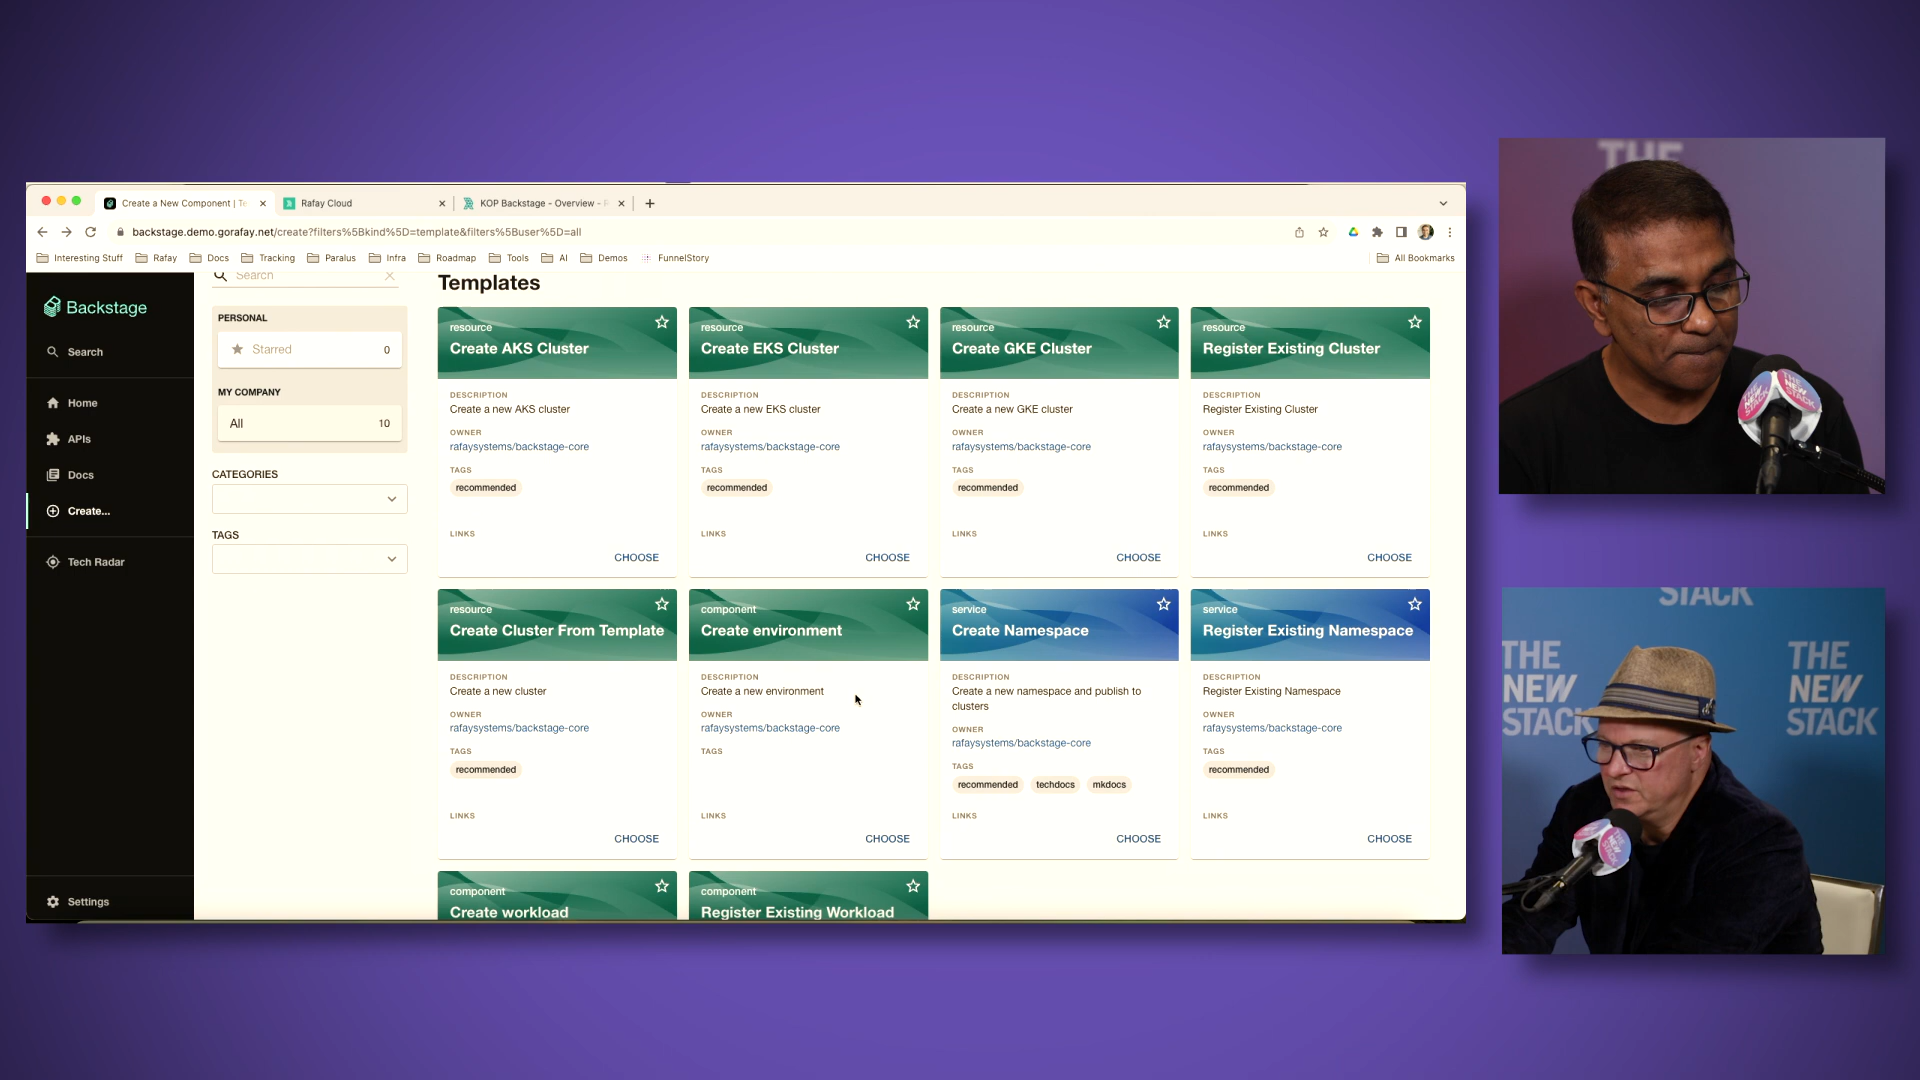 Create a New Component | Te
Rafay Cloud
KOP Backstage - Overview -
backstage.demo.gorafay.net/create?filters%5Bkind%5D=template&filters%5Buser%5D=all
Interesting Stuff
Rafay
Docs
Tracking
Paralus
Infra
Roadmap
Tools
AI
Demos
FunnelStory
All Bookmarks
Backstage
Search
Home
APIs
Docs
Create...
Tech Radar
Settings
Search
PERSONAL
Starred 0
MY COMPANY
All 10
CATEGORIES
TAGS
Templates
resource
Create AKS Cluster
DESCRIPTION
Create a new AKS cluster
OWNER
rafaysystems/backstage-core
TAGS
recommended
LINKS
CHOOSE
resource
Create EKS Cluster
DESCRIPTION
Create a new EKS cluster
OWNER
rafaysystems/backstage-core
TAGS
recommended
LINKS
CHOOSE
resource
Create GKE Cluster
DESCRIPTION
Create a new GKE cluster
OWNER
rafaysystems/backstage-core
TAGS
recommended
LINKS
CHOOSE
resource
Register Existing Cluster
DESCRIPTION
Register Existing Cluster
OWNER
rafaysystems/backstage-core
TAGS
recommended
LINKS
CHOOSE
resource
Create Cluster From Template
DESCRIPTION
Create a new cluster
OWNER
rafaysystems/backstage-core
TAGS
recommended
LINKS
CHOOSE
component
Create environment
DESCRIPTION
Create a new environment
OWNER
rafaysystems/backstage-core
TAGS
LINKS
CHOOSE
service
Create Namespace
DESCRIPTION
Create a new namespace and publish to
clusters
OWNER
rafaysystems/backstage-core
TAGS
recommended techdocs mkdocs
LINKS
CHOOSE
service
Register Existing Namespace
DESCRIPTION
Register Existing Namespace
OWNER
rafaysystems/backstage-core
TAGS
recommended
LINKS
CHOOSE
component
Create workload
component
Register Existing Workload
THE
THE
NEW
STACK
STACK
THE
NEW
STACK
THE
NEW
STACK
THE
NEW
STACK